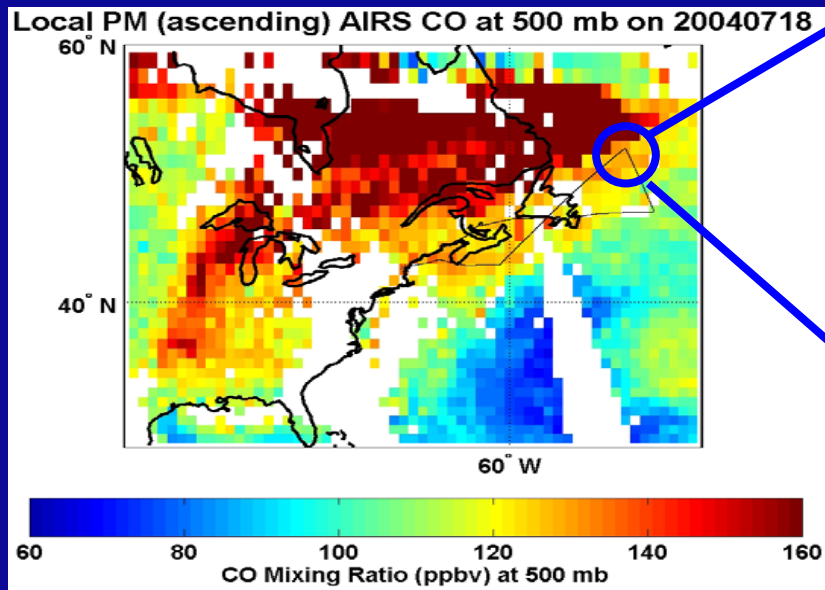 Local PM (ascending) AIRS CO at 500 mb on 20040718
60° N
40° N
60° W
60 80 100 120 140 160
CO Mixing Ratio (ppbv) at 500 mb